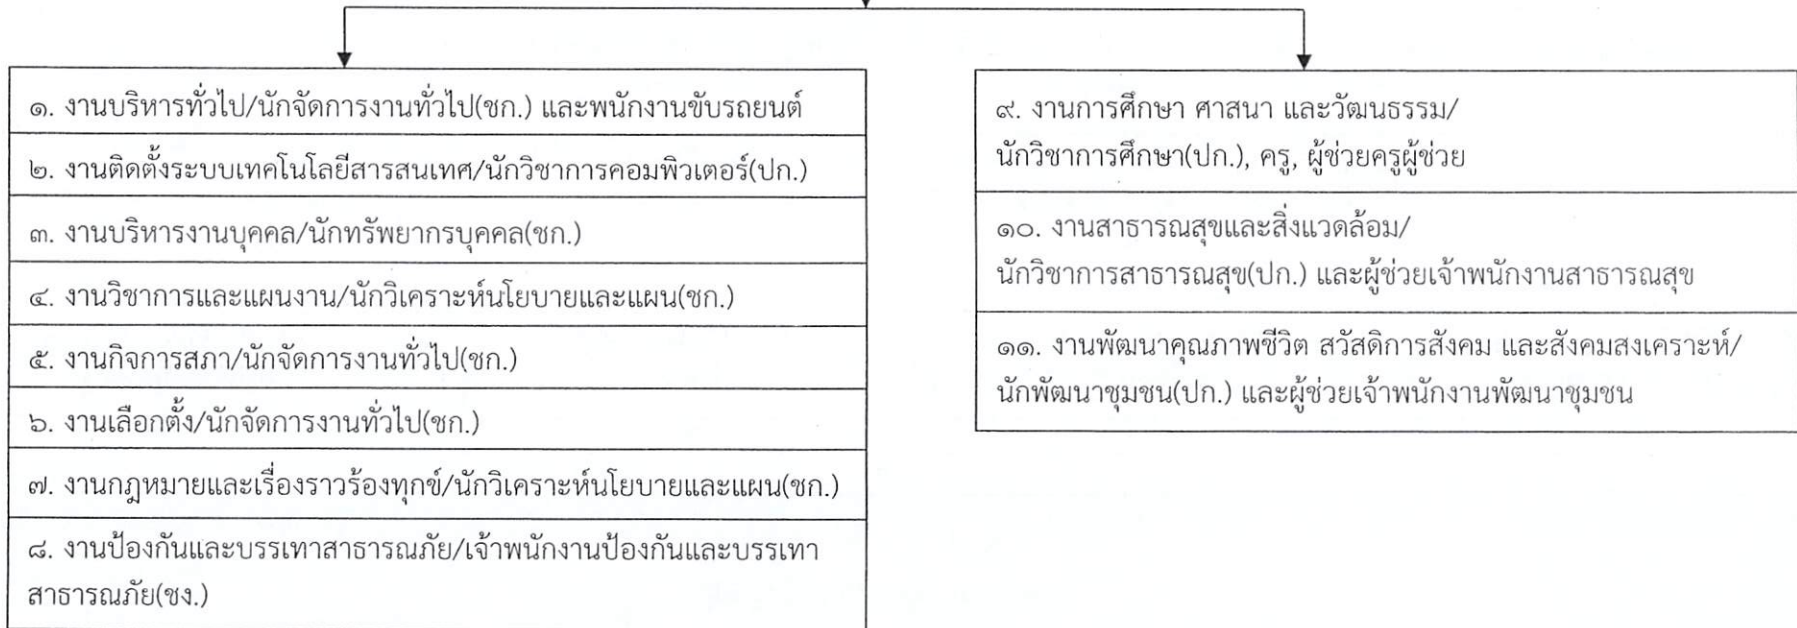 ๑. งานบริหารทั่วไป/นักจัดการงานทั่วไป(ชก.) และพนักงานขับรถยนต์
๒. งานติดตั้งระบบเทคโนโลยีสารสนเทศ/นักวิชาการคอมพิวเตอร์(ปก.)
๓. งานบริหารงานบุคคล/นักทรัพยากรบุคคล(ชก.)
๔. งานวิชาการและแผนงาน/นักวิเคราะห์นโยบายและแผน(ชก.)
๕. งานกิจการสภา/นักจัดการงานทั่วไป(ชก.)
๖. งานเลือกตั้ง/นักจัดการงานทั่วไป(ชก.)
๗. งานกฎหมายและเรื่องราวร้องทุกข์/นักวิเคราะห์นโยบายและแผน(ชก.)
๘. งานป้องกันและบรรเทาสาธารณภัย/เจ้าพนักงานป้องกันและบรรเทา
สาธารณภัย(ชง.)
๙. งานการศึกษา ศาสนา และวัฒนธรรม/
นักวิชาการศึกษา(ปก.), ครู, ผู้ช่วยครูผู้ช่วย
๑๐. งานสาธารณสุขและสิ่งแวดล้อม/
นักวิชาการสาธารณสุข(ปก.) และผู้ช่วยเจ้าพนักงานสาธารณสุข
๑๑. งานพัฒนาคุณภาพชีวิต สวัสดิการสังคม และสังคมสงเคราะห์/
นักพัฒนาชุมชน(ปก.) และผู้ช่วยเจ้าพนักงานพัฒนาชุมชน